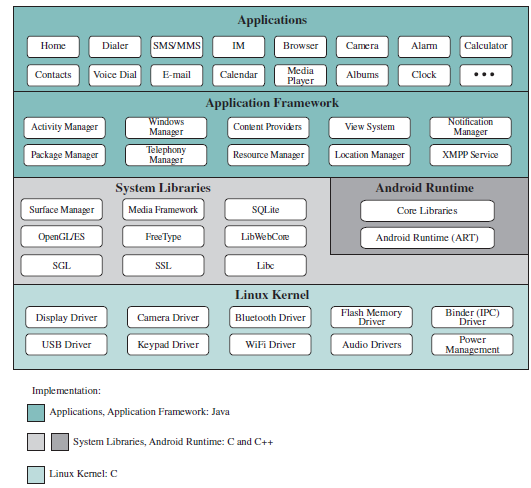 Applications
Home Dialer SMS/MMS IM Browser Camera Alarm Calculator
Contacts Voice Dial E-mail Calendar Media Player Albums Clock •••
Application Framework
Activity Manager Windows Manager Content Providers View System Notification Manager
Package Manager Telephony Manager Resource Manager Location Manager XMPP Service
System Libraries
Surface Manager Media Framework SQLite
OpenGL/ES FreeType LibWebCore
SGL SSL Libc
Android Runtime
Core Libraries
Android Runtime (ART)
Linux Kernel
Display Driver Camera Driver Bluetooth Driver Flash Memory Driver Binder (IPC) Driver
USB Driver Keypad Driver WiFi Driver Audio Drivers Power Management
Implementation:
Applications, Application Framework: Java
System Libraries, Android Runtime: C and C++
Linux Kernel: C